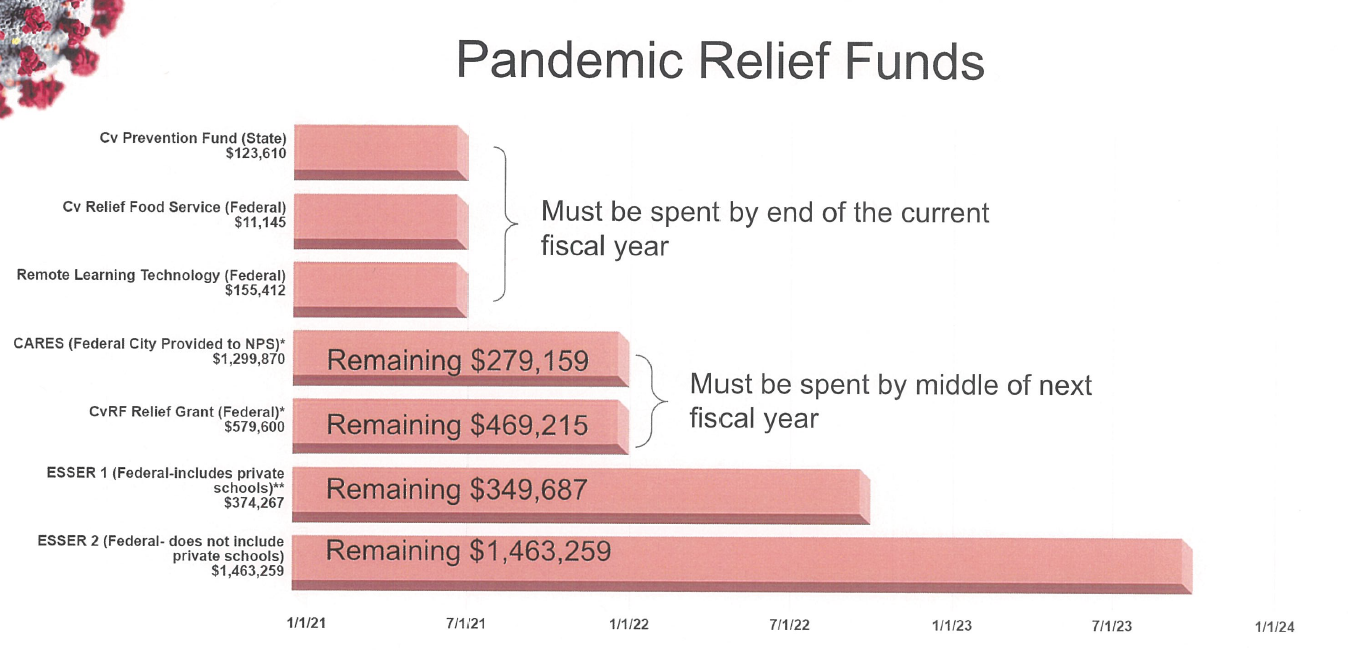 Pandemic Relief Funds
Cv Prevention Fund (State)
$123,610
Cv Relief Food Service (Federal)
$11,145
Must be spent by end of the current
fiscal year
Remote Learning Technology (Federal)
$155,412
CARES (Federal City Provided to NPS)*
$1,299,870
Remaining $279,159
Must be spent by middle of next
fiscal year
CvRF Relief Grant (Federal)*
$579,600
Remaining $469,215
ESSER 1 (Federal-includes private
schools)**
$374,267
Remaining $349,687
ESSER 2 (Federal- does not include
private schools)
$1,463,259
Remaining $1,463,259
1/1/21 7/1/21 1/1/22 7/1/22 1/1/23 7/1/23 1/1/24